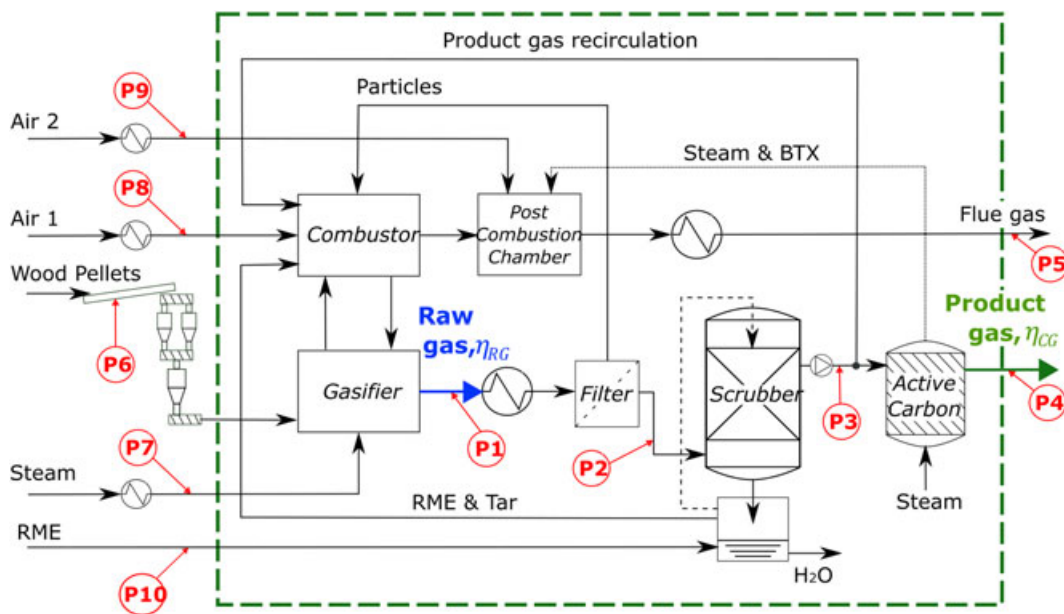 Product gas recirculation
P9
Particles
Air 2
Steam & BTX
P8
Air 1
Combustor
Post
Combustion
Chamber
Flue gas
P5
Wood Pellets
P6
Raw
gas,η_RG
Product
gas, η_CG
Gasifier
Filter
Scrubber
Active
Carbon
P1
P3
P4
P7
P2
Steam
RME & Tar
Steam
RME
P10
H₂O